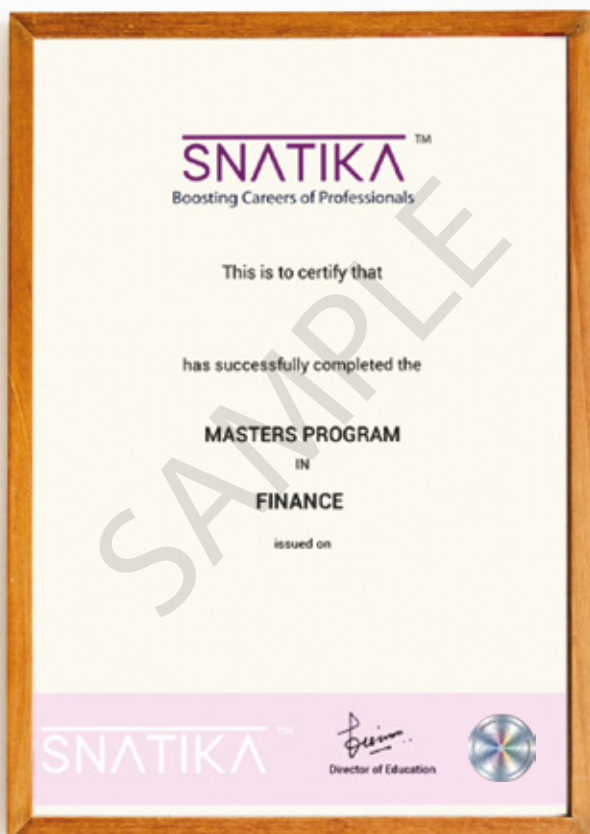 SNATIKA™
Boosting Careers of Professionals
This is to certify that
has successfully completed the
MASTERS PROGRAM
IN
FINANCE
issued on
SAMPLE
SNATIKA™
Director of Education